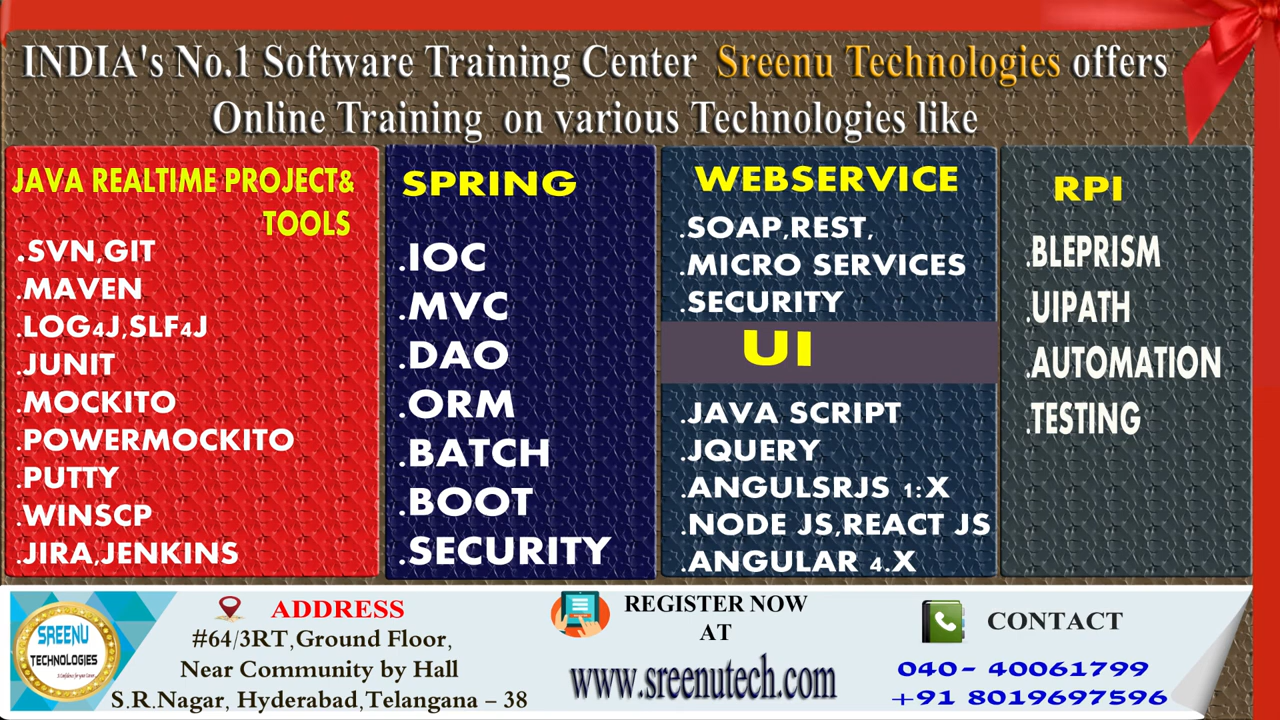 INDIA's No.1 Software Training Center Sreenu Technologies offers
Online Training on various Technologies like
JAVA REALTIME PROJECT&
TOOLS
.SVN,GIT
.MAVEN
.LOG4J,SLF4J
.JUNIT
.MOCKITO
.POWERMOCKITO
.PUTTY
.WINSCP
.JIRA,JENKINS
SPRING
.IOC
.MVC
.DAO
.ORM
.BATCH
.BOOT
.SECURITY
WEBSERVICE
.SOAP,REST,
.MICRO SERVICES
.SECURITY
UI
.JAVA SCRIPT
.JQUERY
.ANGULSRJS 1:X
.NODE JS,REACT JS
.ANGULAR 4.X
RPI
.BLEPRISM
.UIPATH
.AUTOMATION
.TESTING
SREENU
TECHNOLOGIES
ADDRESS
#64/3RT,Ground Floor,
Near Community by Hall
S.R.Nagar, Hyderabad,Telangana – 38
REGISTER NOW
AT
www.sreenutech.com
CONTACT
040- 40061799
+91 8019697596